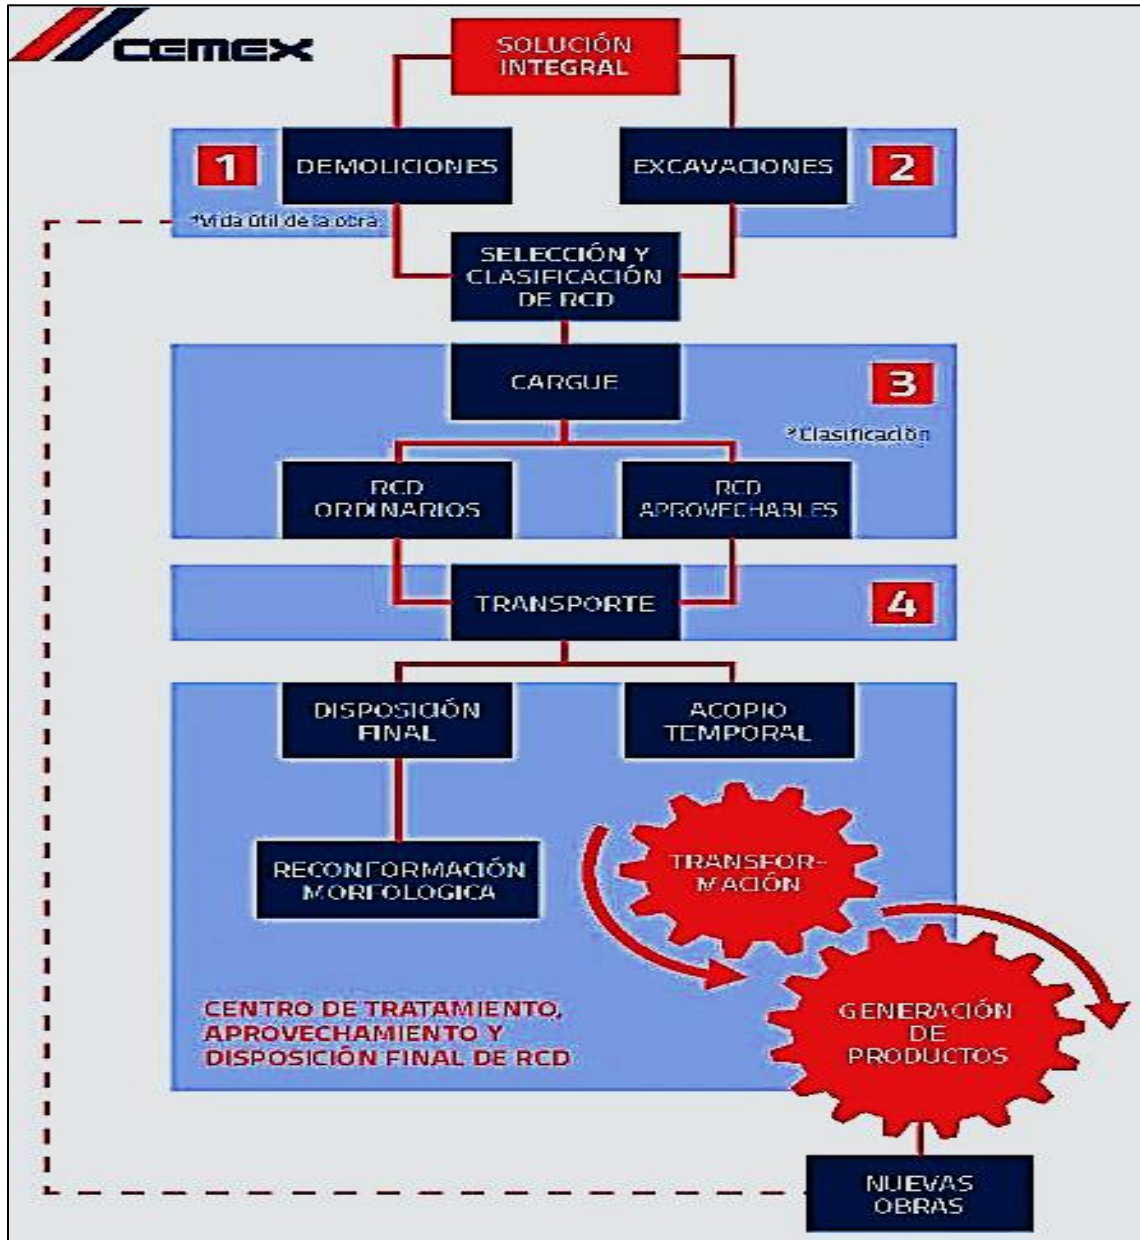 CEMEX
SOLUCIÓN
INTEGRAL
1
DEMOLICIONES
EXCAVACIONES
2
*Vida útil de la obra
SELECCIÓN Y
CLASIFICACIÓN
DE RCD
CARGUE
3
*Clasificación
RCD
ORDINARIOS
RCD
APROVECHABLES
TRANSPORTE
4
DISPOSICIÓN
FINAL
ACOPIO
TEMPORAL
RECONFORMACIÓN
MORFOLOGICA
TRANSFOR-
MACIÓN
CENTRO DE TRATAMIENTO,
APROVECHAMIENTO Y
DISPOSICIÓN FINAL DE RCD
GENERACIÓN
DE
PRODUCTOS
NUEVAS
OBRAS